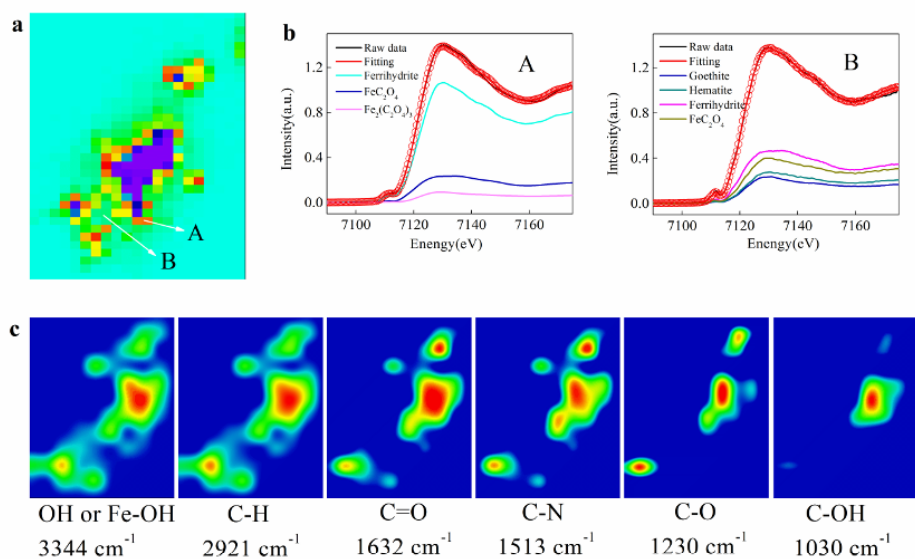 a
A
B
b
Raw data
Fitting
Ferrihydrite
FeC₂O₄
Fe₂(C₂O₄)₃
A
1.2
0.8
0.4
0.0
Intensity(a.u.)
7100 7120 7140 7160
Energy(eV)
Raw data
Fitting
Goethite
Hematite
Ferrihydrite
FeC₂O₄
B
1.2
0.8
0.4
0.0
Intensity(a.u.)
7100 7120 7140 7160
Enengy(eV)
c
OH or Fe-OH C-H C=O C-N C-O C-OH
3344 cm⁻¹ 2921 cm⁻¹ 1632 cm⁻¹ 1513 cm⁻¹ 1230 cm⁻¹ 1030 cm⁻¹